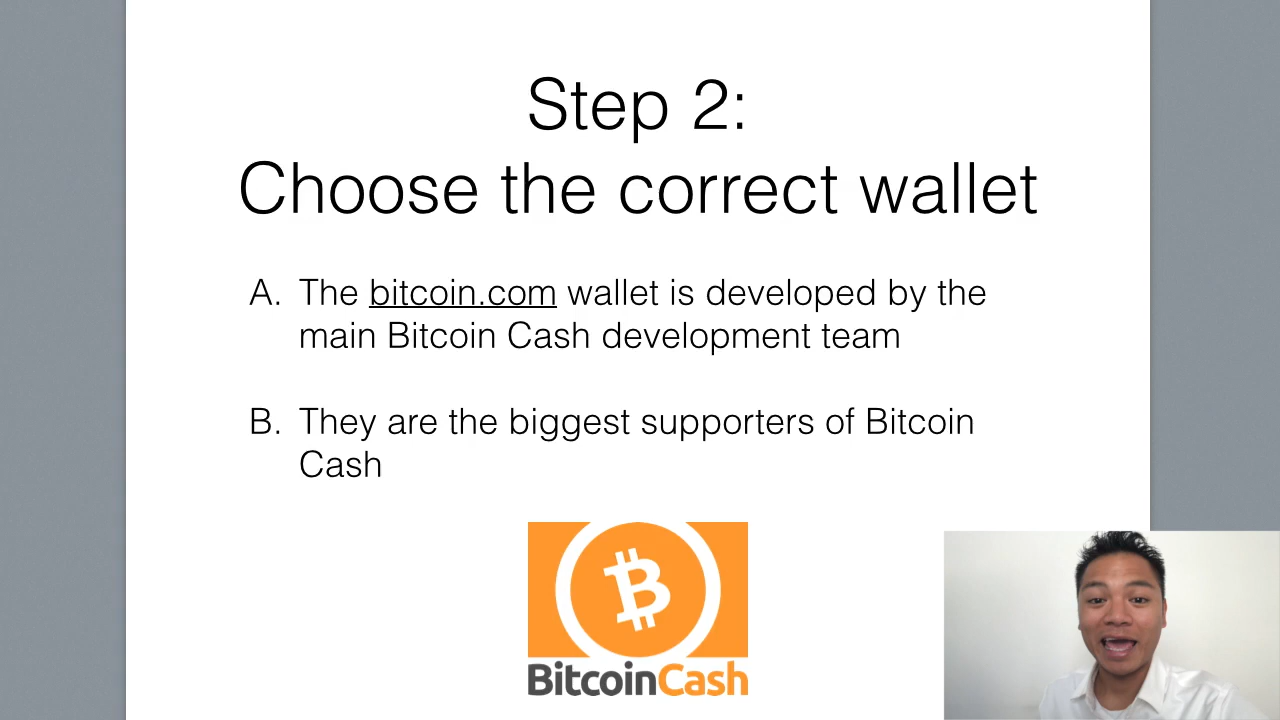 Step 2:
Choose the correct wallet
A. The bitcoin.com wallet is developed by the
main Bitcoin Cash development team
B. They are the biggest supporters of Bitcoin
Cash
BitcoinCash